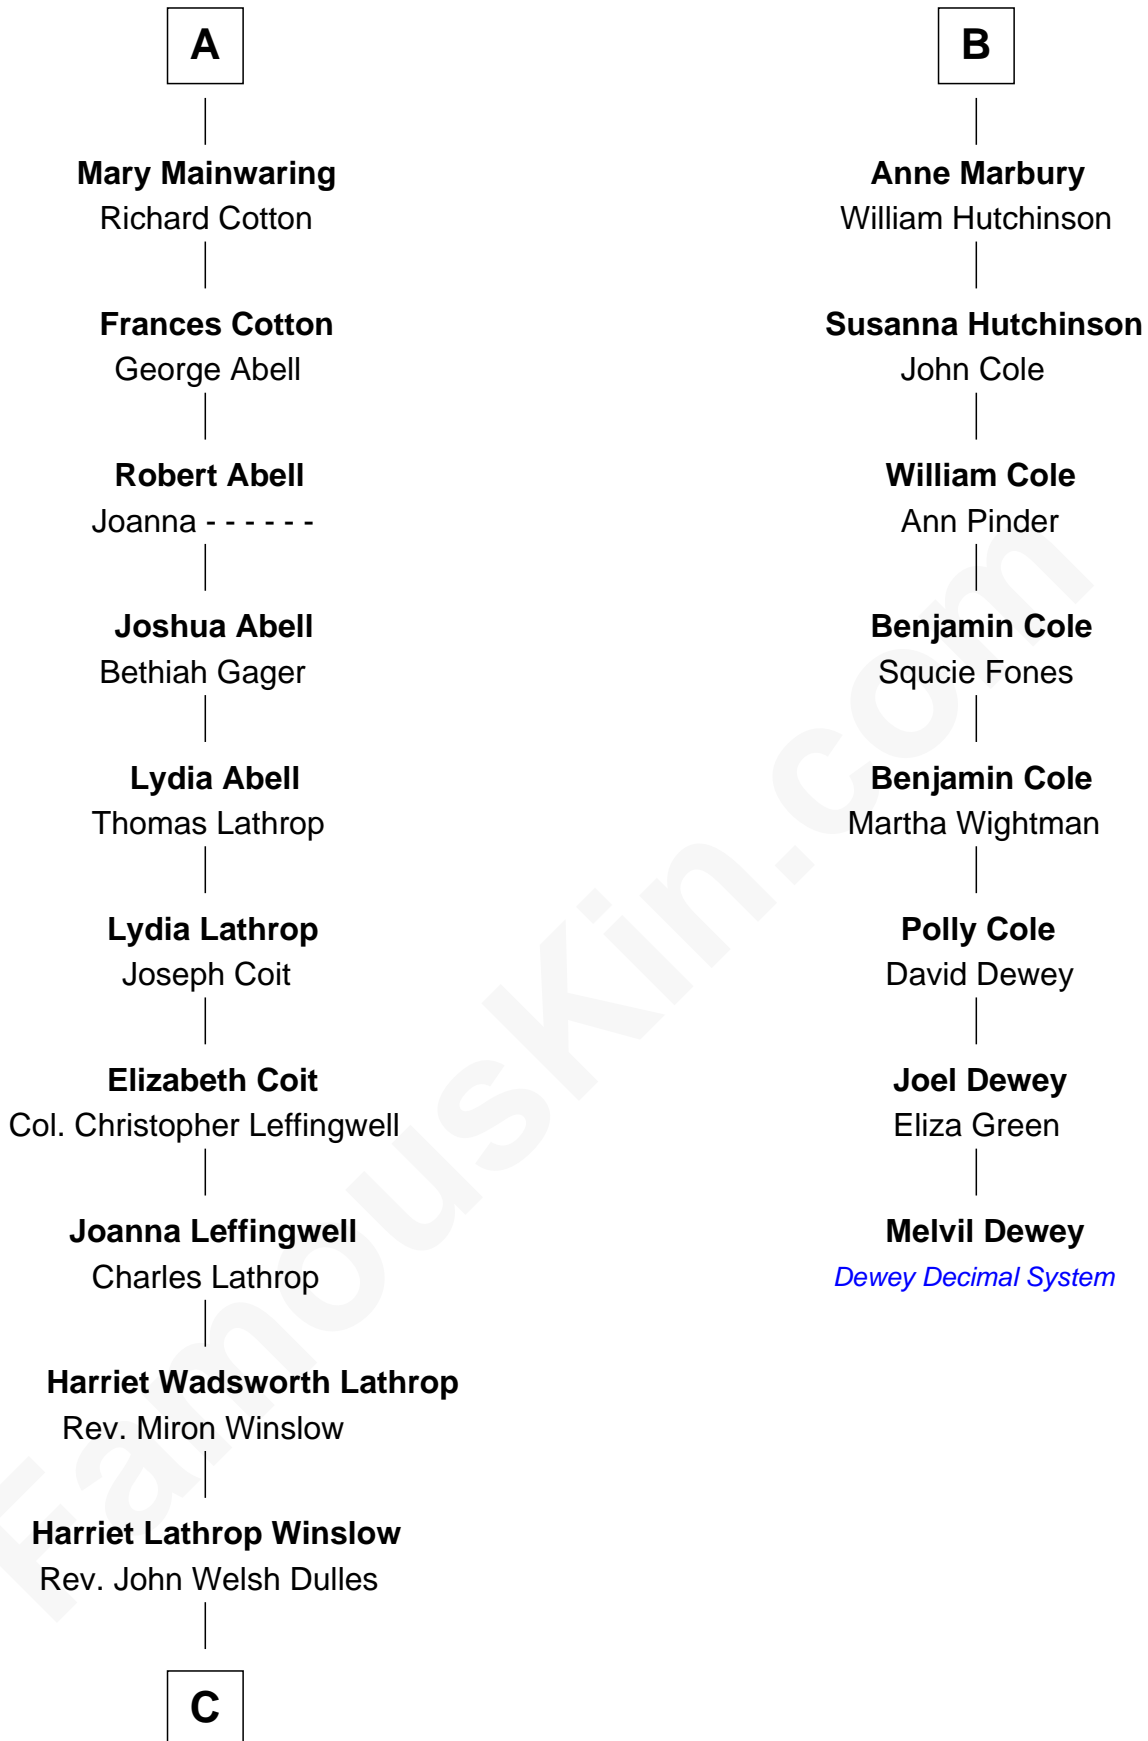 A
Mary Mainwaring
Richard Cotton
Frances Cotton
George Abell
Robert Abell
Joanna - - - - - -
Joshua Abell
Bethiah Gager
Lydia Abell
Thomas Lathrop
Lydia Lathrop
Joseph Coit
Elizabeth Coit
Col. Christopher Leffingwell
Joanna Leffingwell
Charles Lathrop
Harriet Wadsworth Lathrop
Rev. Miron Winslow
Harriet Lathrop Winslow
Rev. John Welsh Dulles
C
B
Anne Marbury
William Hutchinson
Susanna Hutchinson
John Cole
William Cole
Ann Pinder
Benjamin Cole
Squcie Fones
Benjamin Cole
Martha Wightman
Polly Cole
David Dewey
Joel Dewey
Eliza Green
Melvil Dewey
Dewey Decimal System
FamousKin.com